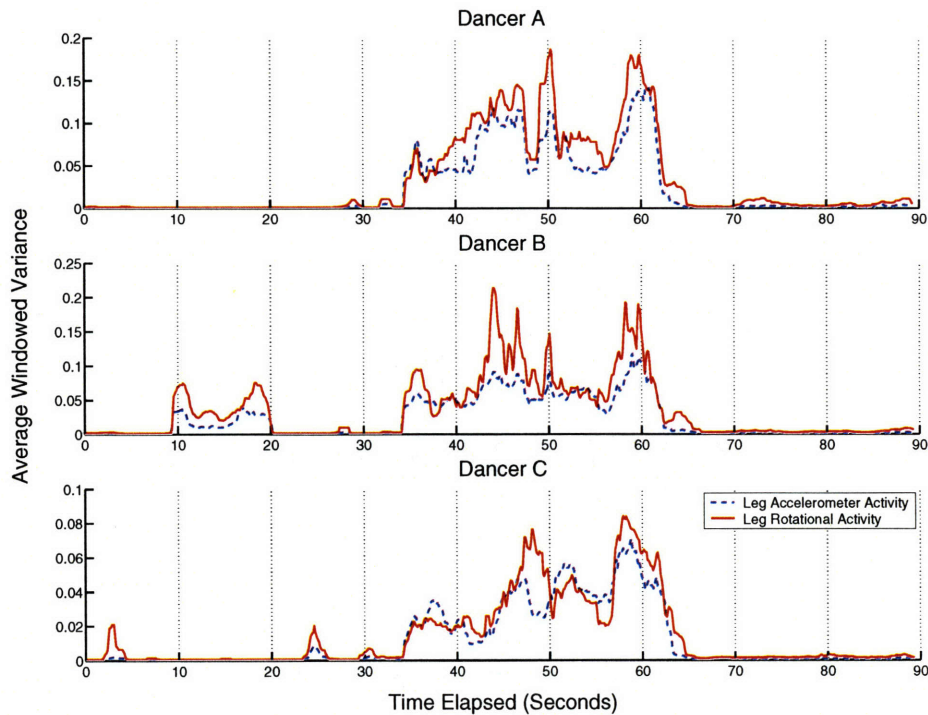 Dancer A
0.2
0.15
0.1
0.05
0
0 10 20 30 40 50 60 70 80 90
Average Windowed Variance
Dancer B
0.25
0.2
0.15
0.1
0.05
0
0 10 20 30 40 50 60 70 80 90
Dancer C
0.1
0.08
0.06
0.04
0.02
0
Leg Accelerometer Activity
Leg Rotational Activity
0 10 20 30 40 50 60 70 80 90
Time Elapsed (Seconds)